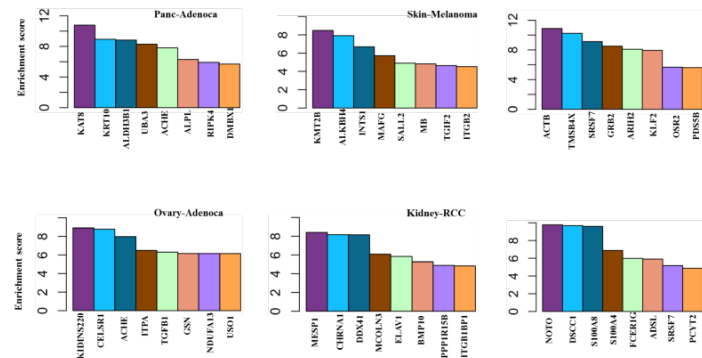 Panc-Adenoca
Skin-Melanoma
Enrichment score
0 4 8 12
0 2 4 6 8
0 4 8 12
KAT8 KRT10 ALDH3B1 UBA3 ACHE ALPL RIPK4 DMBX1
KMT2B ALKBH4 INTS1 MAFG SALL2 MB TGIF2 ITGB2
ACTB TMSB4X SRSF7 GRB2 ARIH2 KLF2 OSR2 PDS5B
Ovary-Adenoca
Kidney-RCC
Enrichment score
0 2 4 6 8
0 2 4 6 8
0 2 4 6 8
KIDINS220 CELSR1 ACHE ITPA TGFB1 GSN NDUFA13 USO1
MESP1 CHRNA1 DDX41 MCOLN3 ELAV1 BMP10 PPP1R15B ITGB1BP1
NOTO DSCC1 S100A8 S100A4 FCER1G ADSL SRSF7 PCYT2